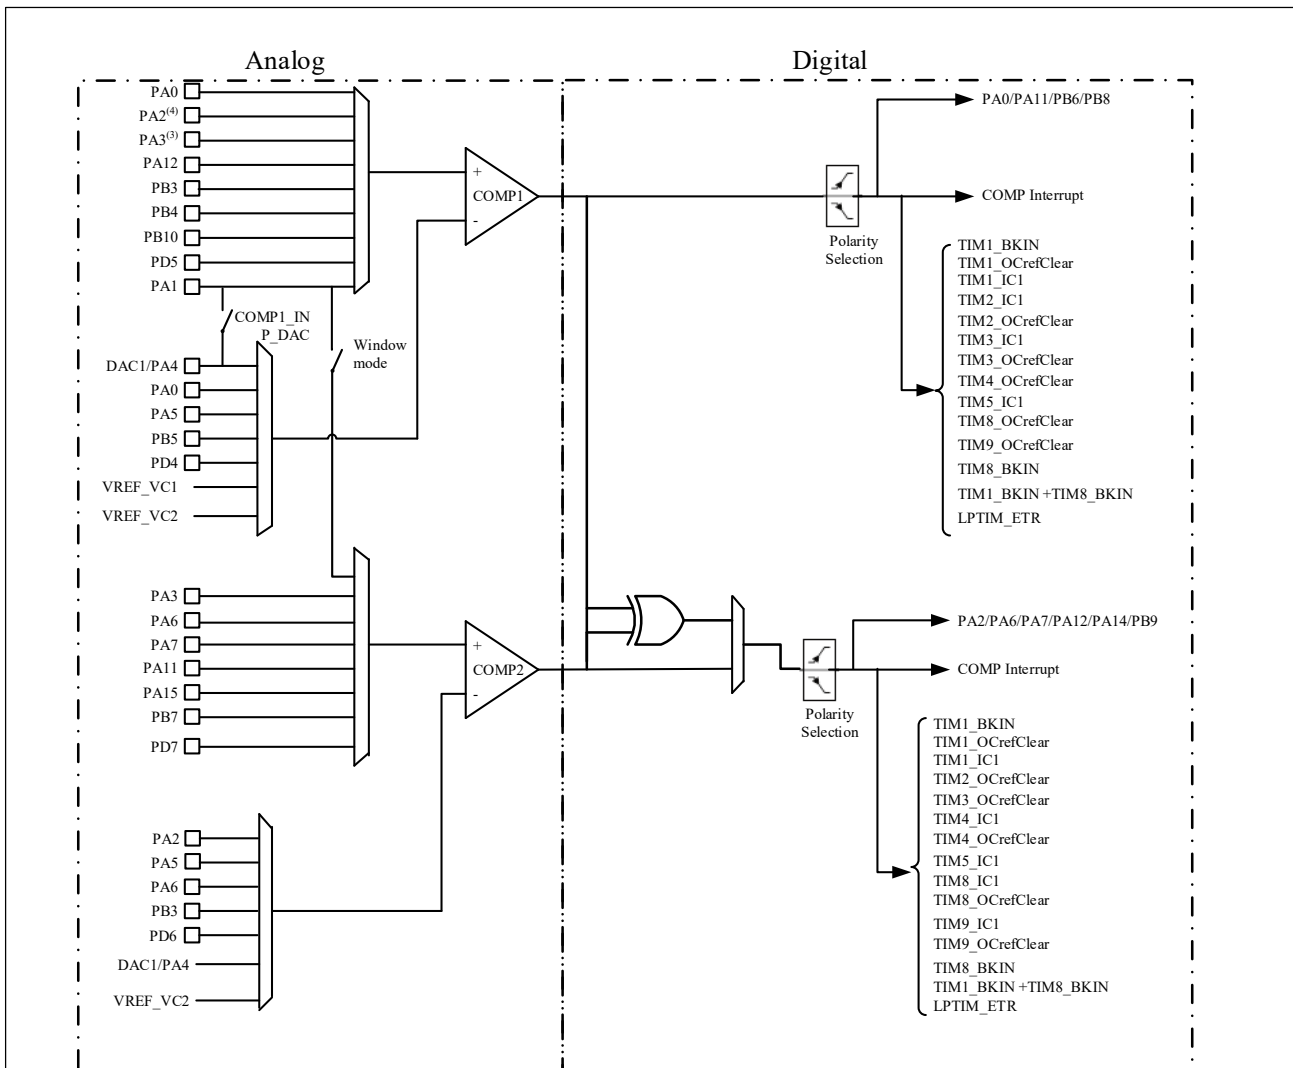 Analog
Digital
PA0
PA2(4)
PA3(3)
PA12
PB3
PB4
PB10
PD5
PA1
COMP1_IN
P_DAC
Window
mode
DAC1/PA4
PA0
PA5
PB5
PD4
VREF_VC1
VREF_VC2
+
COMP1
-
Polarity
Selection
PA0/PA11/PB6/PB8
COMP Interrupt
TIM1_BKIN
TIM1_OCrefClear
TIM1_IC1
TIM2_IC1
TIM2_OCrefClear
TIM3_IC1
TIM3_OCrefClear
TIM4_OCrefClear
TIM5_IC1
TIM8_OCrefClear
TIM9_OCrefClear
TIM8_BKIN
TIM1_BKIN +TIM8_BKIN
LPTIM_ETR
PA3
PA6
PA7
PA11
PA15
PB7
PD7
+
COMP2
-
PA2
PA5
PA6
PB3
PD6
DAC1/PA4
VREF_VC2
Polarity
Selection
PA2/PA6/PA7/PA12/PA14/PB9
COMP Interrupt
TIM1_BKIN
TIM1_OCrefClear
TIM1_IC1
TIM2_OCrefClear
TIM3_OCrefClear
TIM4_IC1
TIM4_OCrefClear
TIM5_IC1
TIM8_IC1
TIM8_OCrefClear
TIM9_IC1
TIM9_OCrefClear
TIM8_BKIN
TIM1_BKIN +TIM8_BKIN
LPTIM_ETR